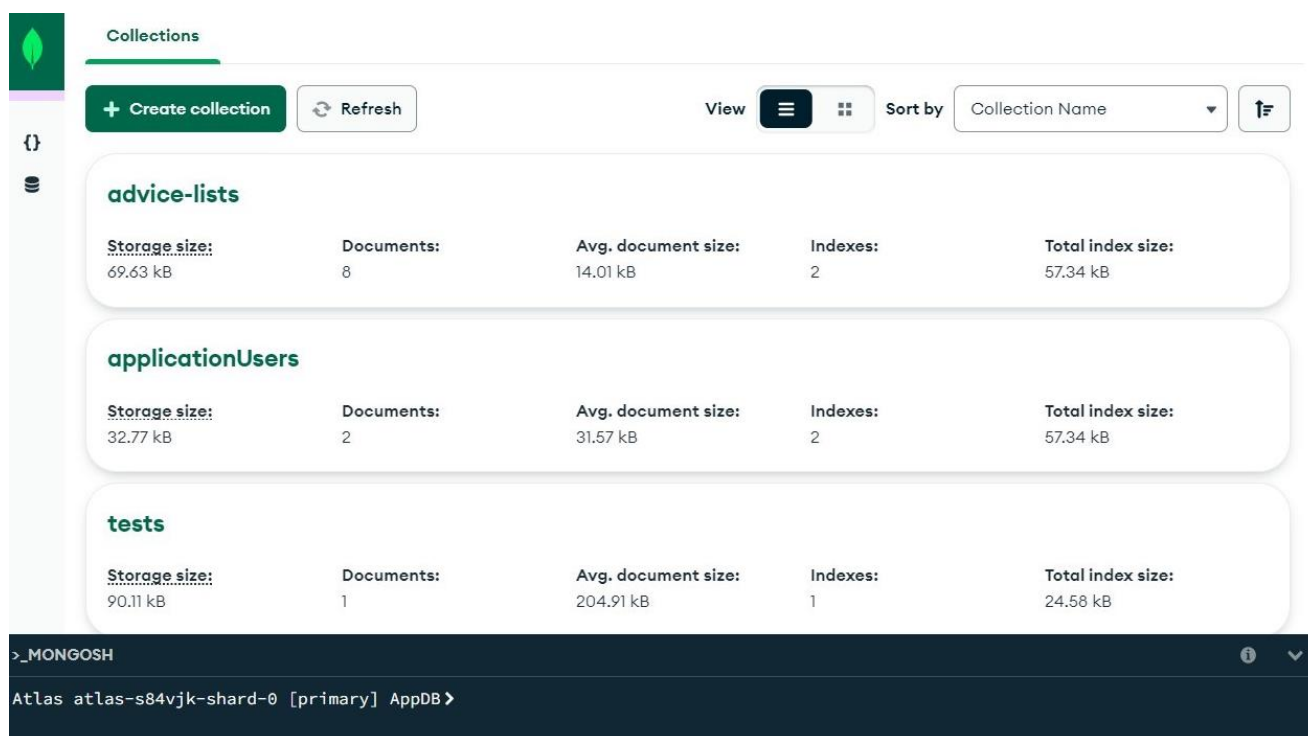 Collections
+ Create collection Refresh View Sort by Collection Name
{}
advice-lists
Storage size: Documents: Avg. document size: Indexes: Total index size:
69.63 kB 8 14.01 kB 2 57.34 kB
applicationUsers
Storage size: Documents: Avg. document size: Indexes: Total index size:
32.77 kB 2 31.57 kB 2 57.34 kB
tests
Storage size: Documents: Avg. document size: Indexes: Total index size:
90.11 kB 1 204.91 kB 1 24.58 kB
>_MONGOSH
Atlas atlas-s84vjk-shard-0 [primary] AppDB>